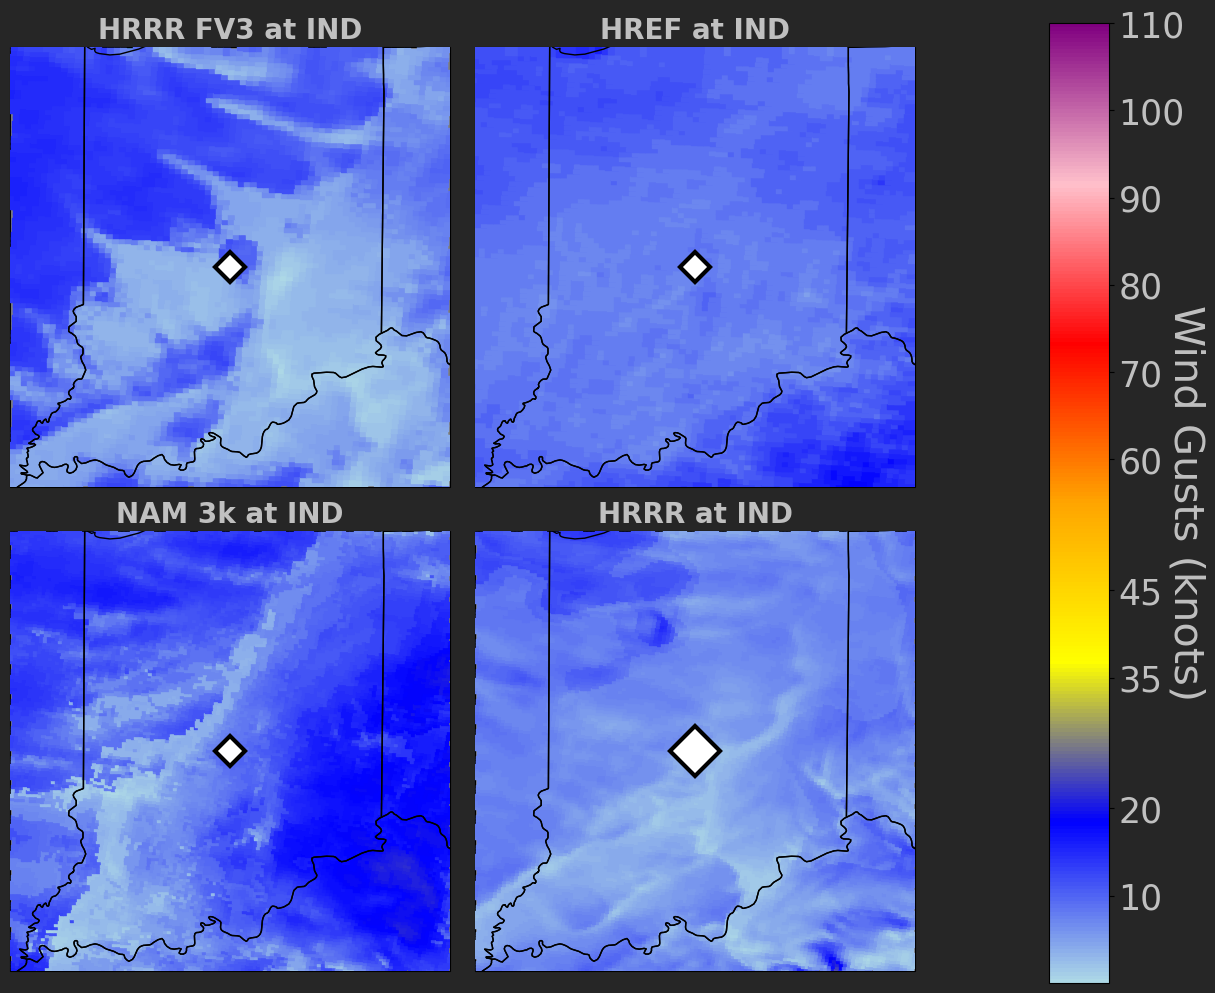 HRRR FV3 at IND
HREF at IND
NAM 3k at IND
HRRR at IND
110
100
90
80
70
60
45
35
20
10
Wind Gusts (knots)